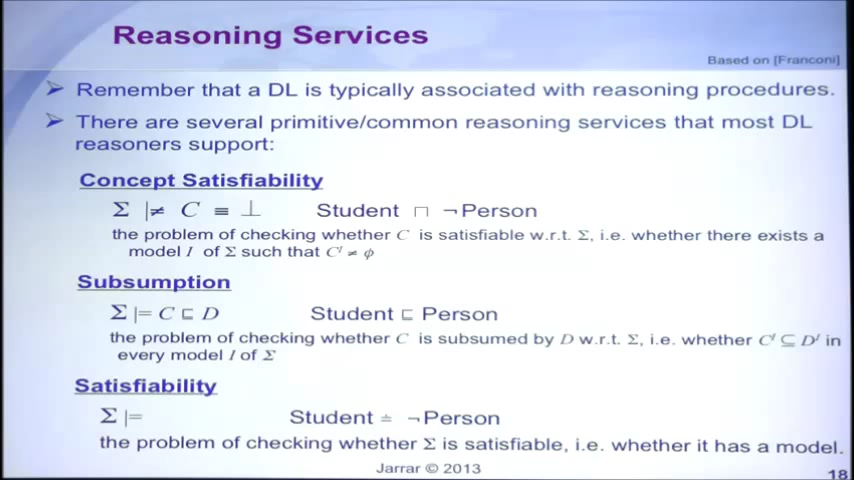 Reasoning Services
Based on [Franconi]
Remember that a DL is typically associated with reasoning procedures.
There are several primitive/common reasoning services that most DL
reasoners support:
Concept Satisfiability
Σ |≠ C ≡ ⊥ Student ⊓ ¬Person
the problem of checking whether C is satisfiable w.r.t. Σ, i.e. whether there exists a
model I of Σ such that Cᴵ ≠ ϕ
Subsumption
Σ |= C ⊑ D Student ⊑ Person
the problem of checking whether C is subsumed by D w.r.t. Σ, i.e. whether Cᴵ ⊆ Dᴵ in
every model I of Σ
Satisfiability
Σ |= Student ≐ ¬Person
the problem of checking whether Σ is satisfiable, i.e. whether it has a model.
Jarrar © 2013
18